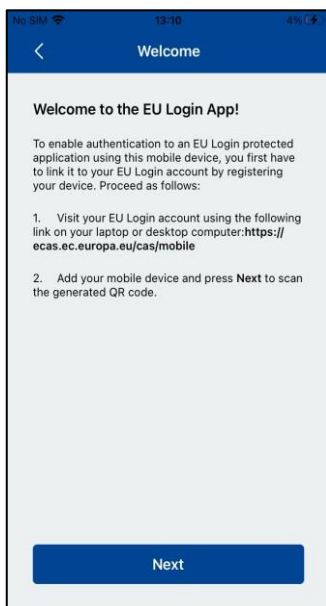 No SIM 13:10 4%
Welcome
Welcome to the EU Login App!
To enable authentication to an EU Login protected
application using this mobile device, you first have
to link it to your EU Login account by registering
your device. Proceed as follows:
1. Visit your EU Login account using the following
link on your laptop or desktop computer:https://
ecas.ec.europa.eu/cas/mobile
2. Add your mobile device and press Next to scan
the generated QR code.
Next